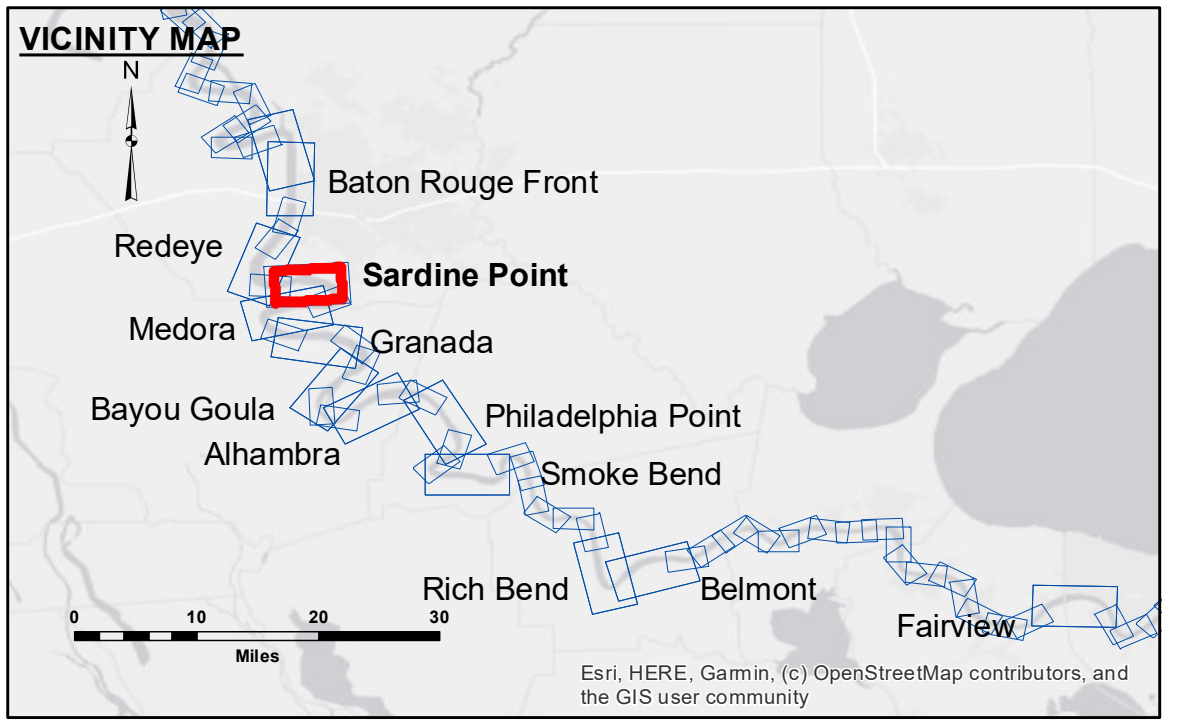 VICINITY MAP
N
Baton Rouge Front
Redeye
Sardine Point
Medora
Granada
Bayou Goula
Philadelphia Point
Alhambra
Smoke Bend
Rich Bend
Belmont
Fairview
0 10 20 30
Miles
Esri, HERE, Garmin, (c) OpenStreetMap contributors, and
the GIS user community